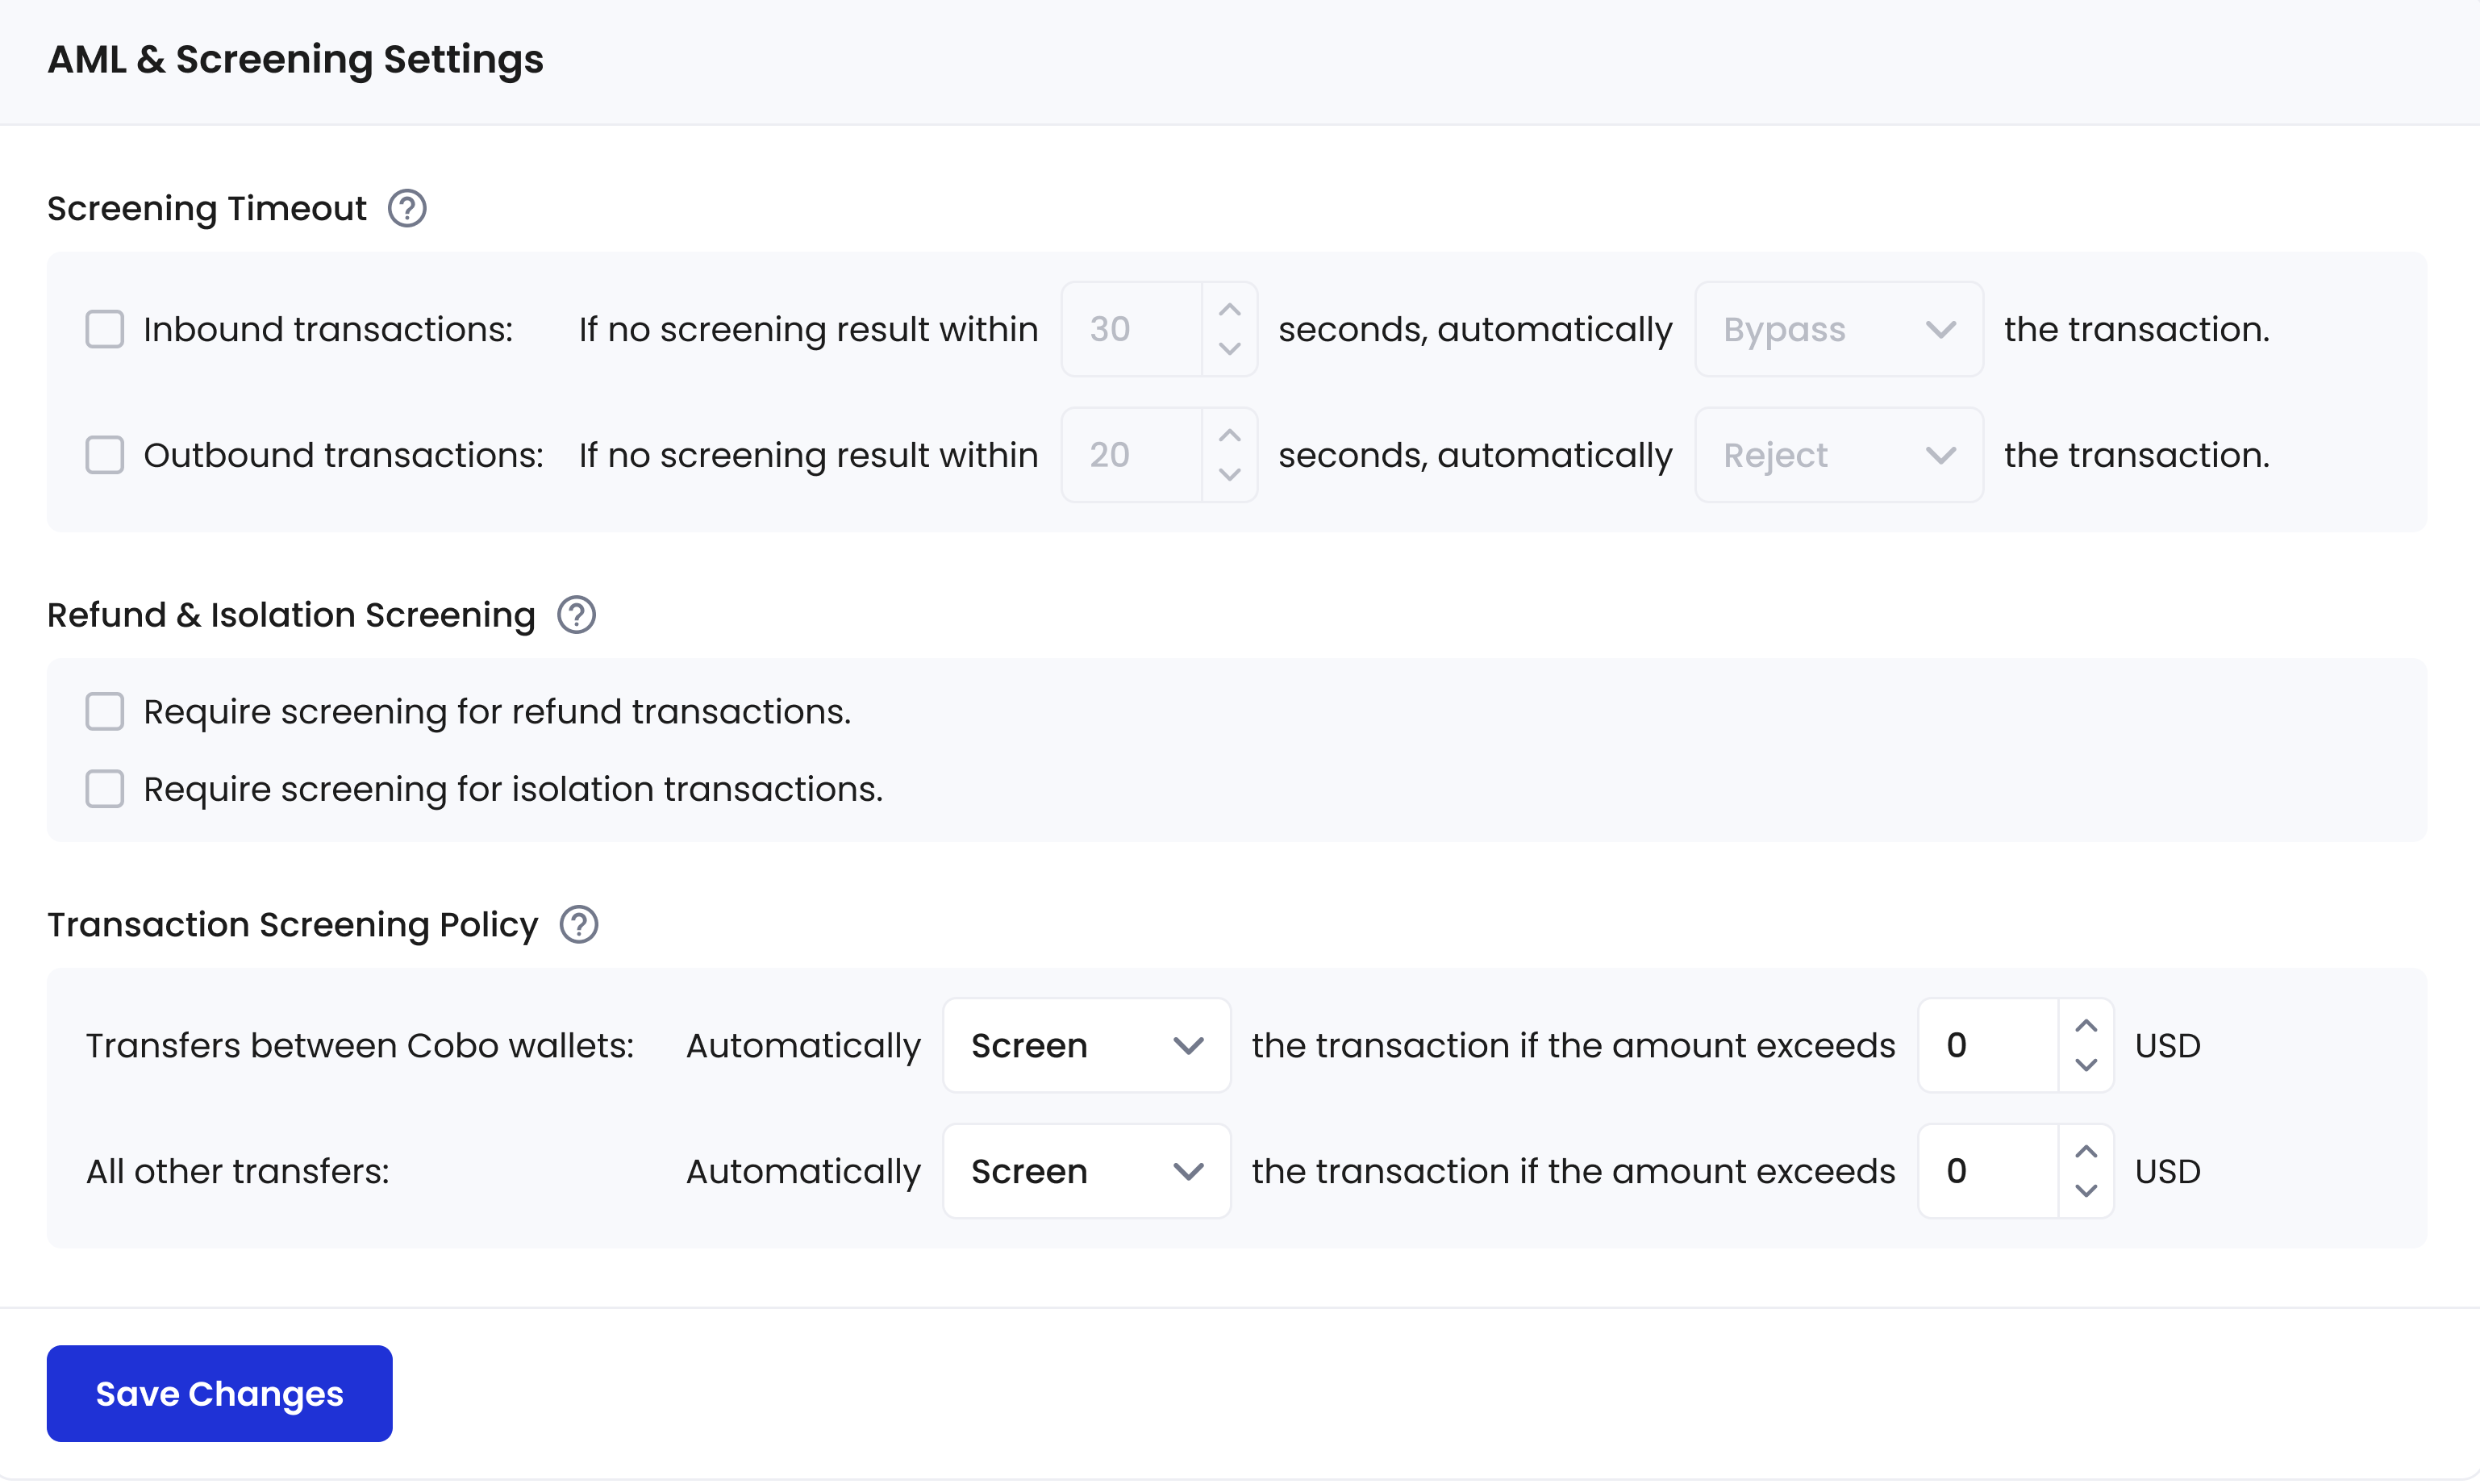 AML & Screening Settings
Screening Timeout
Inbound transactions: If no screening result within 30 seconds, automatically Bypass the transaction.
Outbound transactions: If no screening result within 20 seconds, automatically Reject the transaction.
Refund & Isolation Screening
Require screening for refund transactions.
Require screening for isolation transactions.
Transaction Screening Policy
Transfers between Cobo wallets: Automatically Screen the transaction if the amount exceeds 0 USD
All other transfers: Automatically Screen the transaction if the amount exceeds 0 USD
Save Changes